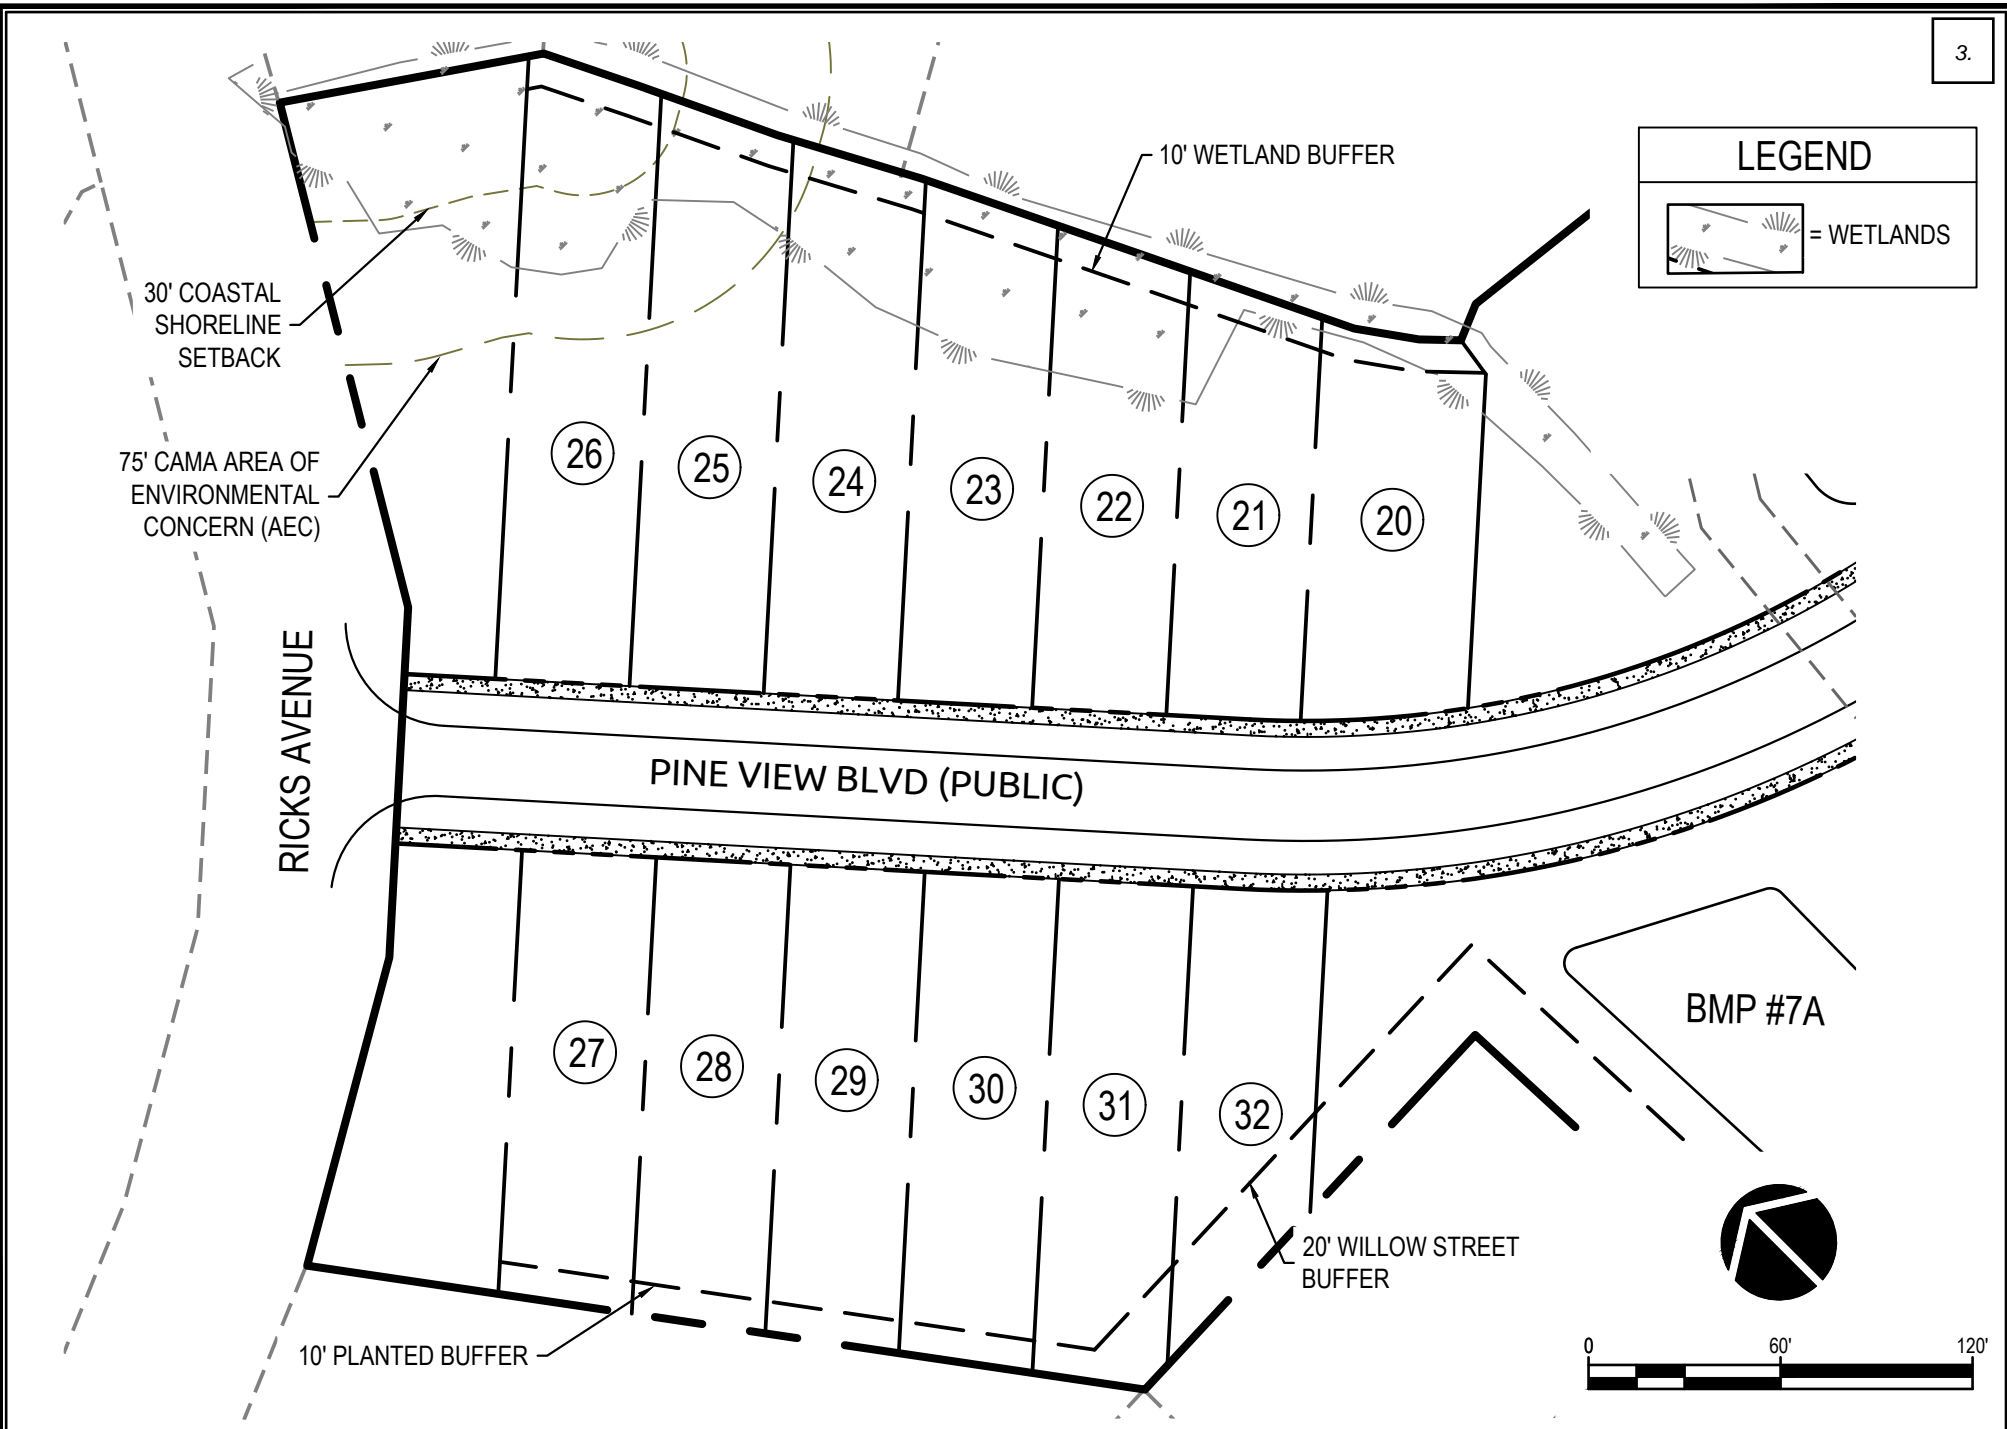 3.
LEGEND
= WETLANDS
10' WETLAND BUFFER
30' COASTAL
SHORELINE
SETBACK
75' CAMA AREA OF
ENVIRONMENTAL
CONCERN (AEC)
26
25
24
23
22
21
20
RICKS AVENUE
PINE VIEW BLVD (PUBLIC)
BMP #7A
27
28
29
30
31
32
20' WILLOW STREET
BUFFER
10' PLANTED BUFFER
0 60' 120'